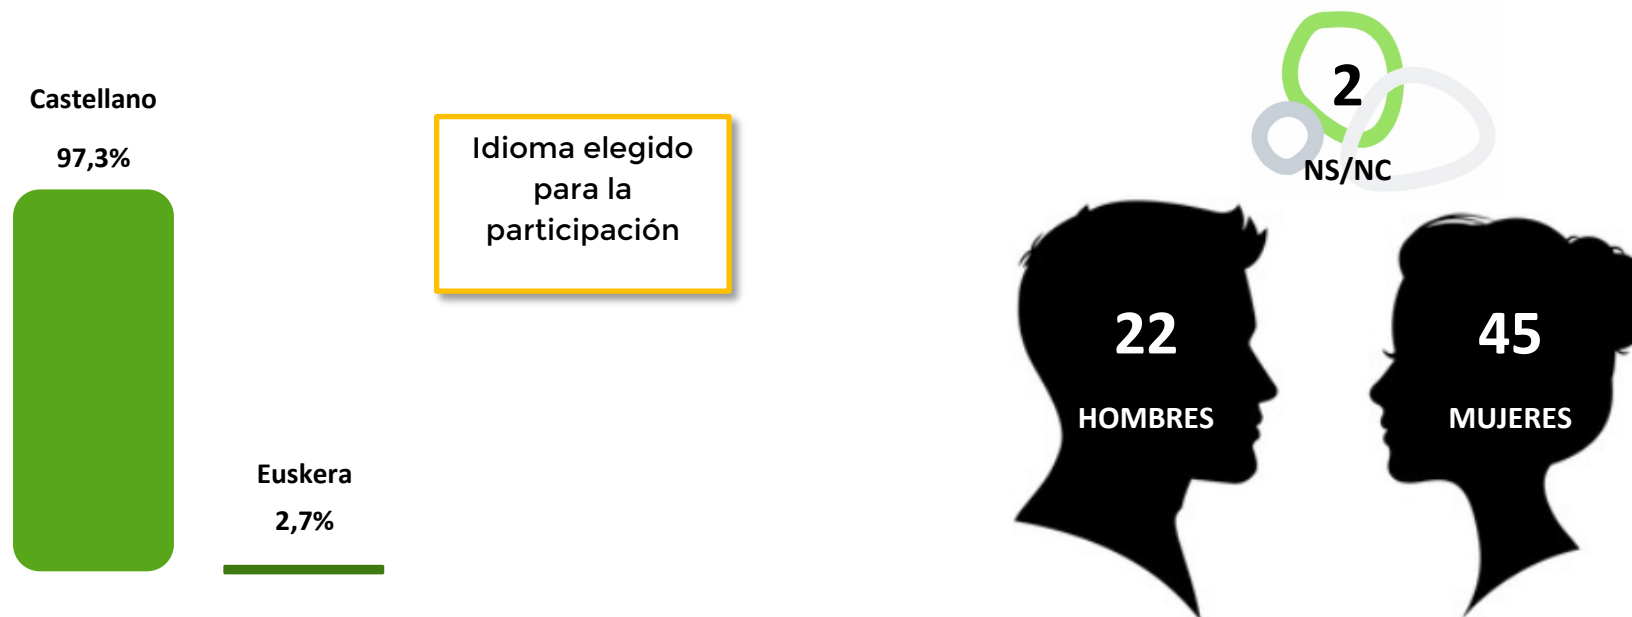 Castellano
97,3%
Euskera
2,7%
Idioma elegido
para la
participación
2
NS/NC
22
HOMBRES
45
MUJERES